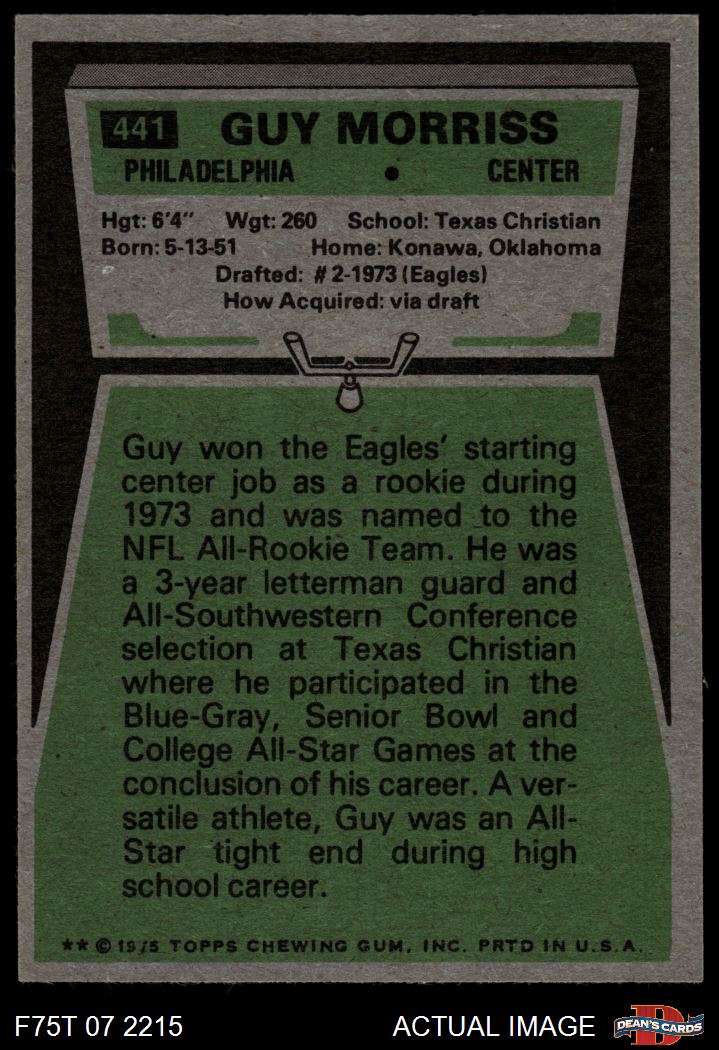 441 GUY MORRISS
PHILADELPHIA • CENTER
Hgt: 6'4" Wgt: 260 School: Texas Christian
Born: 5-13-51 Home: Konawa, Oklahoma
Drafted: #2-1973 (Eagles)
How Acquired: via draft
Guy won the Eagles' starting
center job as a rookie during
1973 and was named to the
NFL All-Rookie Team. He was
a 3-year letterman guard and
All-Southwestern Conference
selection at Texas Christian
where he participated in the
Blue-Gray, Senior Bowl and
College All-Star Games at the
conclusion of his career. A ver-
satile athlete, Guy was an All-
Star tight end during high
school career.
** © 1975 TOPPS CHEWING GUM, INC. PRTD IN U.S.A.
F75T 07 2215 ACTUAL IMAGE D DEAN'S CARDS